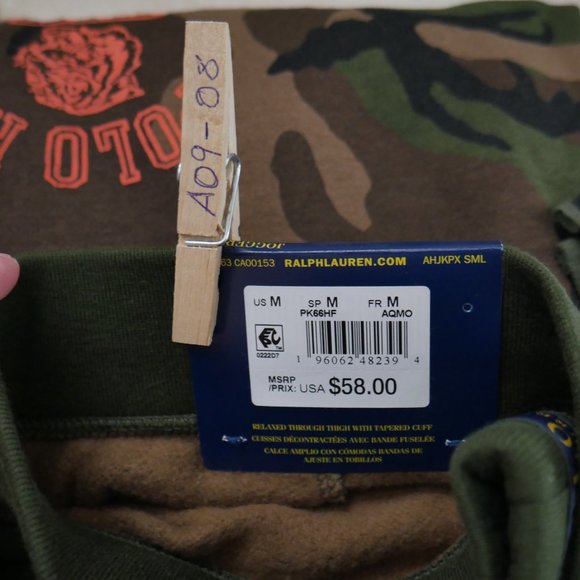 A09-08
JOGGER
63 CA00153 RALPHLAUREN.COM AHJKPX SML
US M SP M FR M
PK66HF AQMO
0222D7
1 96062 48239 4
MSRP
/PRIX: USA $58.00
RELAXED THROUGH THIGH WITH TAPERED CUFF
CUISSES DÉCONTRACTÉES AVEC BANDE FUSELÉE
CALCE AMPLIO CON CÓMODAS BANDAS DE
AJUSTE EN TOBILLOS